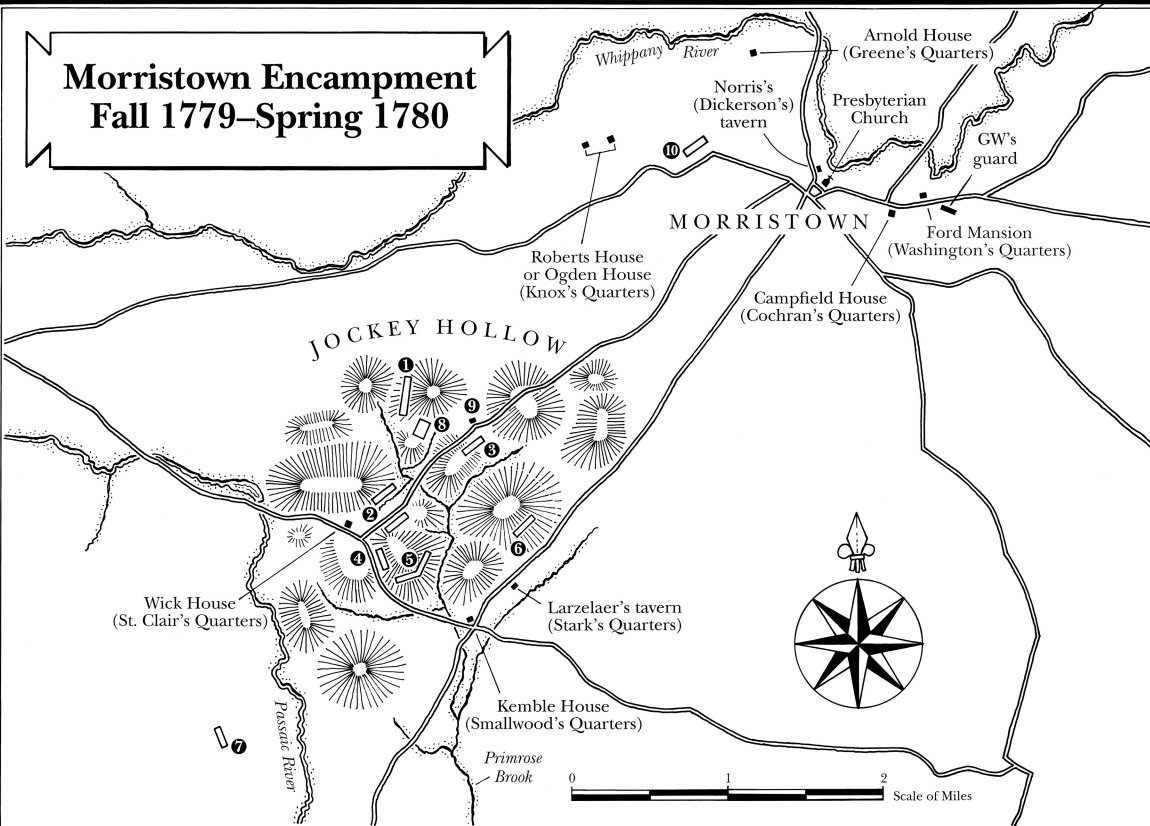 Morristown Encampment
Fall 1779–Spring 1780
Whippany River
Arnold House
(Greene's Quarters)
Norris's
(Dickerson's)
tavern
Presbyterian
Church
GW's
guard
10
MORRISTOWN
Ford Mansion
(Washington's Quarters)
Roberts House
or Ogden House
(Knox's Quarters)
Campfield House
(Cochran's Quarters)
JOCKEY HOLLOW
1
9
8
3
2
4
5
6
Wick House
(St. Clair's Quarters)
Larzelaer's tavern
(Stark's Quarters)
Kemble House
(Smallwood's Quarters)
Passaic River
7
Primrose
Brook
0 1 2
Scale of Miles